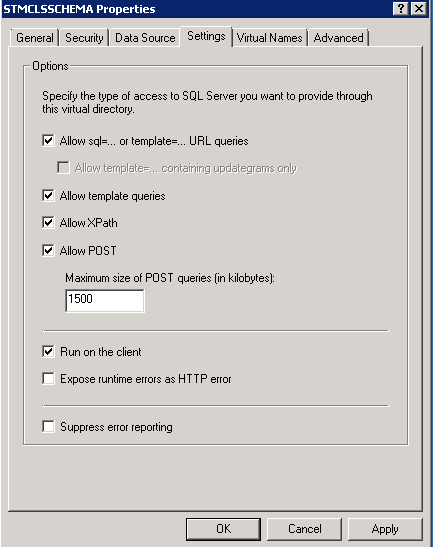 STMCLSSCHEMA Properties
General Security Data Source Settings Virtual Names Advanced
Options
Specify the type of access to SQL Server you want to provide through
this virtual directory.
Allow sql=... or template=... URL queries
Allow template=... containing updategrams only
Allow template queries
Allow XPath
Allow POST
Maximum size of POST queries (in kilobytes):
1500
Run on the client
Expose runtime errors as HTTP error
Suppress error reporting
OK Cancel Apply